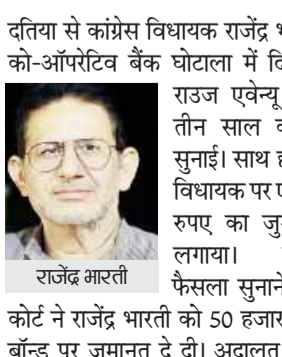 दतिया से कांग्रेस विधायक राजेंद्र
को-ऑपरेटिव बैंक घोटाला में
राउज एवेन्यू
तीन साल
सुनाई। साथ
विधायक पर
रुपए का
लगाया।
राजेंद्र भारती
फैसला सुनाने
कोर्ट ने राजेंद्र भारती को 50 हजार
बॉन्ड पर जमानत दे दी। अदालत